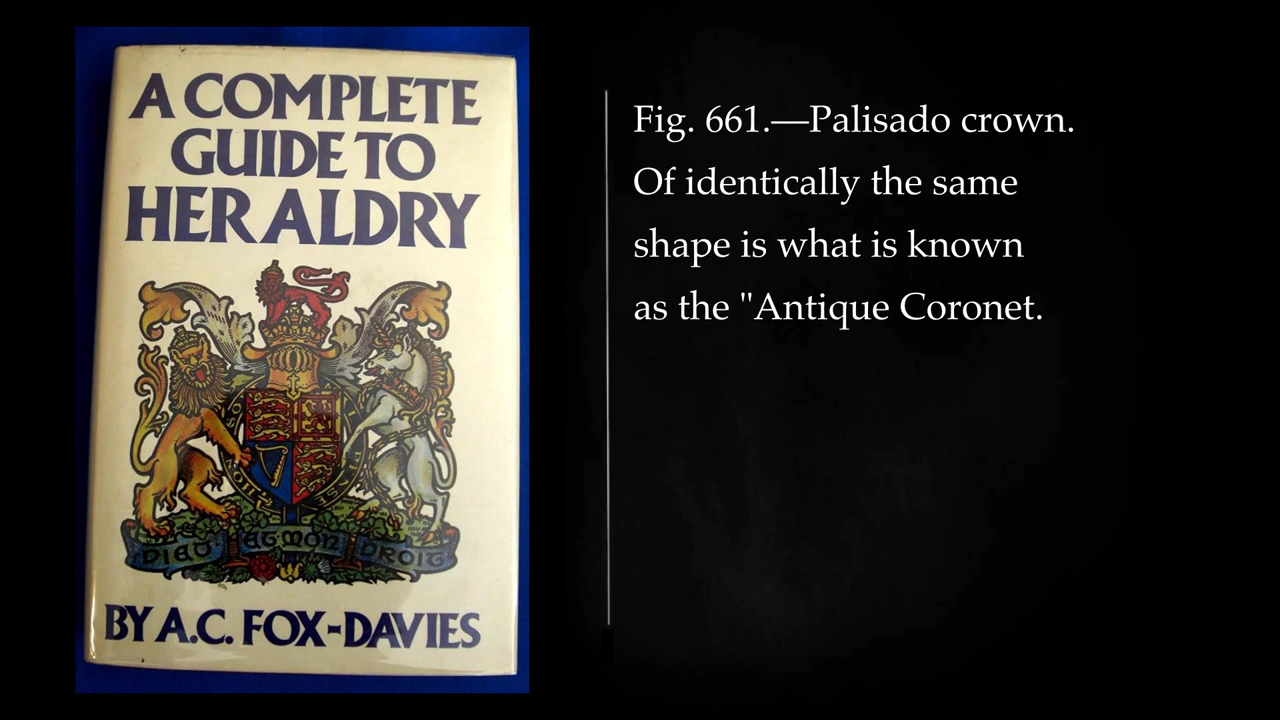 A COMPLETE
GUIDE TO
HERALDRY
DIEU ET MON DROIT
BY A.C. FOX-DAVIES
Fig. 661.—Palisado crown.
Of identically the same
shape is what is known
as the "Antique Coronet.